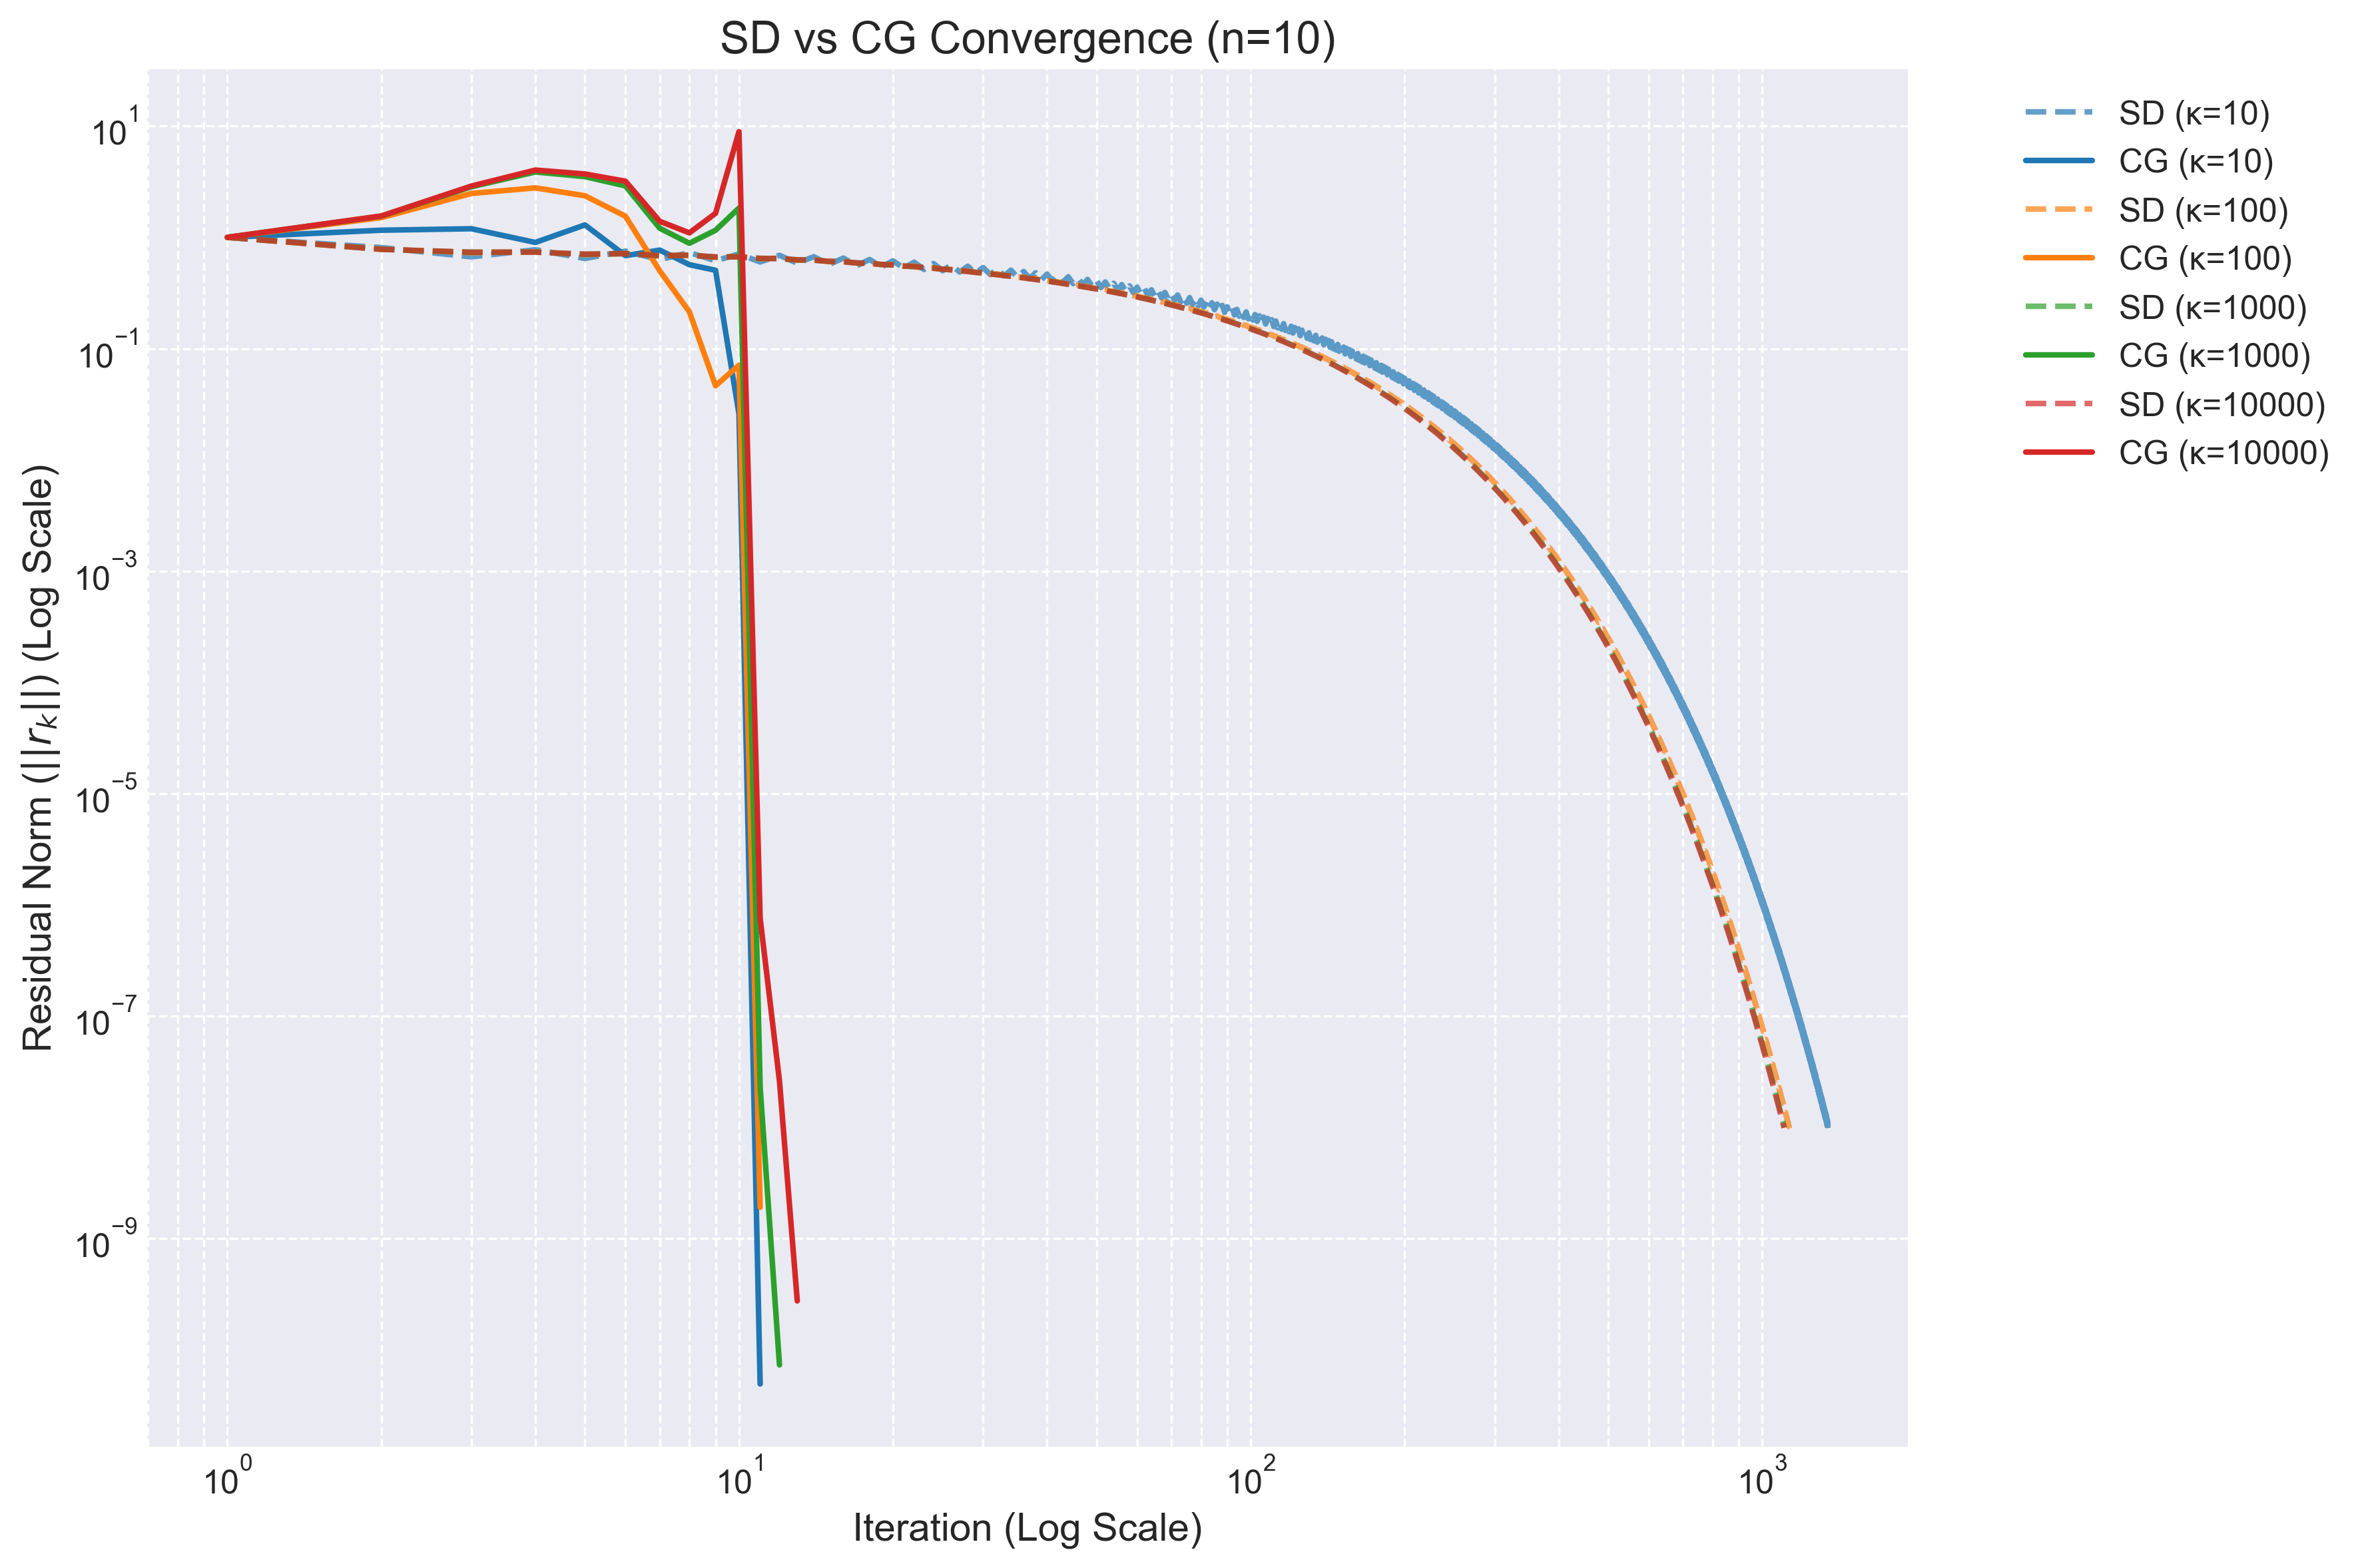 SD vs CG Convergence (n=10)
10^1
10^−1
10^−3
10^−5
10^−7
10^−9
Residual Norm (||r_k||) (Log Scale)
10^0
10^1
10^2
10^3
Iteration (Log Scale)
SD (κ=10)
CG (κ=10)
SD (κ=100)
CG (κ=100)
SD (κ=1000)
CG (κ=1000)
SD (κ=10000)
CG (κ=10000)